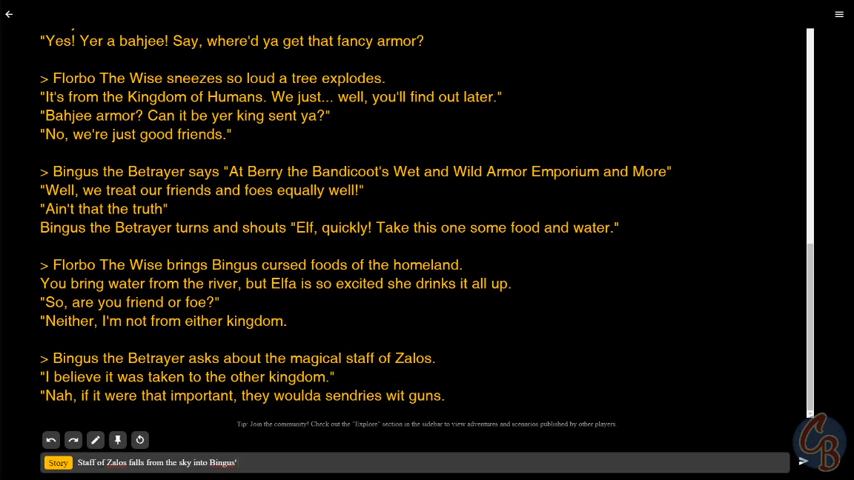 "Yes! Yer a bahjee! Say, where'd ya get that fancy armor?
> Florbo The Wise sneezes so loud a tree explodes.
"It's from the Kingdom of Humans. We just... well, you'll find out later."
"Bahjee armor? Can it be yer king sent ya?"
"No, we're just good friends."
> Bingus the Betrayer says "At Berry the Bandicoot's Wet and Wild Armor Emporium and More"
"Well, we treat our friends and foes equally well!"
"Ain't that the truth"
Bingus the Betrayer turns and shouts "Elf, quickly! Take this one some food and water."
> Florbo The Wise brings Bingus cursed foods of the homeland.
You bring water from the river, but Elfa is so excited she drinks it all up.
"So, are you friend or foe?"
"Neither, I'm not from either kingdom.
> Bingus the Betrayer asks about the magical staff of Zalos.
"I believe it was taken to the other kingdom."
"Nah, if it were that important, they woulda sendries wit guns.
Tip: Join the community! Check out the "Explore" section in the sidebar to view adventures and scenarios published by other players.
Story Staff of Zalos falls from the sky into Bingus'
CB